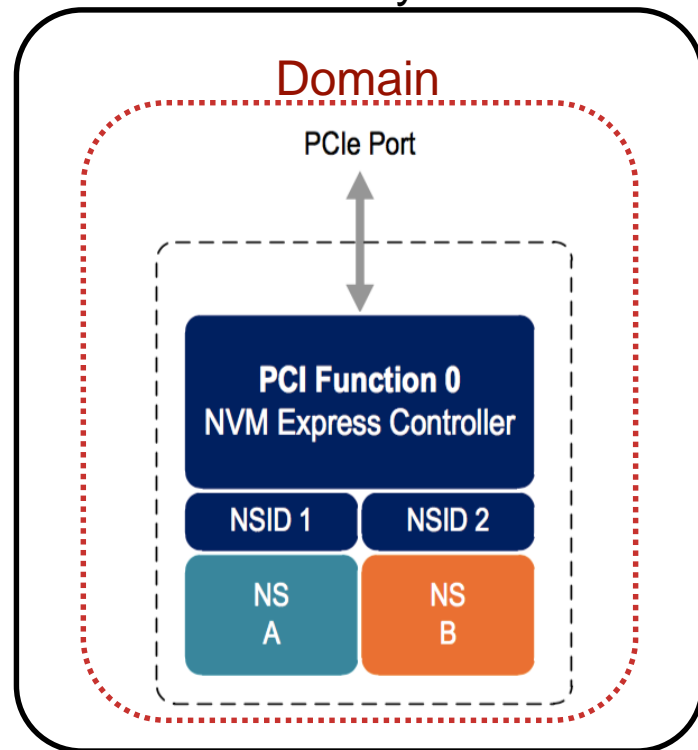 Domain
PCIe Port
PCI Function 0
NVM Express Controller
NSID 1 NSID 2
NS NS
A B